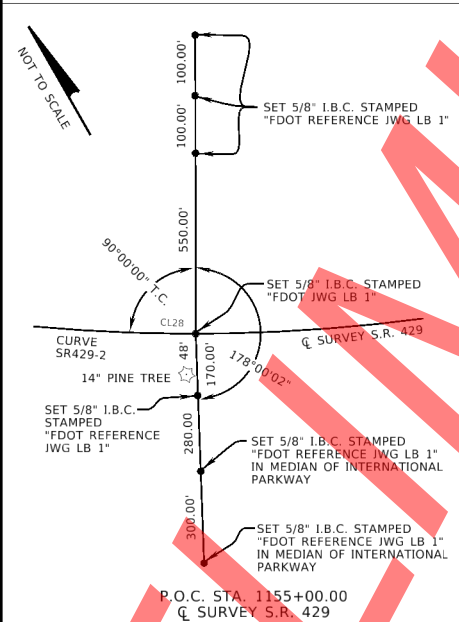 NOT TO SCALE
100.00'
100.00'
SET 5/8" I.B.C. STAMPED
"FDOT REFERENCE JWG LB 1"
550.00'
90°00'00" T.C.
SET 5/8" I.B.C. STAMPED
"FDOT JWG LB 1"
CL28
CURVE
SR429-2
℄ SURVEY S.R. 429
48'
170.00'
178°00'02"
14" PINE TREE
SET 5/8" I.B.C.
STAMPED
"FDOT REFERENCE
JWG LB 1"
280.00
SET 5/8" I.B.C. STAMPED
"FDOT REFERENCE JWG LB 1"
IN MEDIAN OF INTERNATIONAL
PARKWAY
300.00'
SET 5/8" I.B.C. STAMPED
"FDOT REFERENCE JWG LB 1"
IN MEDIAN OF INTERNATIONAL
PARKWAY
P.O.C. STA. 1155+00.00
℄ SURVEY S.R. 429